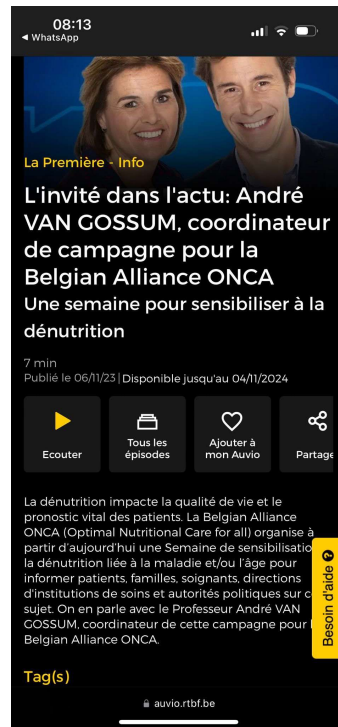 08:13
◀ WhatsApp
La Première - Info
L'invité dans l'actu: André
VAN GOSSUM, coordinateur
de campagne pour la
Belgian Alliance ONCA
Une semaine pour sensibiliser à la
dénutrition
7 min
Publié le 06/11/23 | Disponible jusqu'au 04/11/2024
Ecouter
Tous les
épisodes
Ajouter à
mon Auvio
Partage
La dénutrition impacte la qualité de vie et le
pronostic vital des patients. La Belgian Alliance
ONCA (Optimal Nutritional Care for all) organise à
partir d'aujourd'hui une Semaine de sensibilisatio
la dénutrition liée à la maladie et/ou l'âge pour
informer patients, familles, soignants, directions
d'institutions de soins et autorités politiques sur c
sujet. On en parle avec le Professeur André VAN
GOSSUM, coordinateur de cette campagne pour
Belgian Alliance ONCA.
Besoin d'aide ?
Tag(s)
auvio.rtbf.be